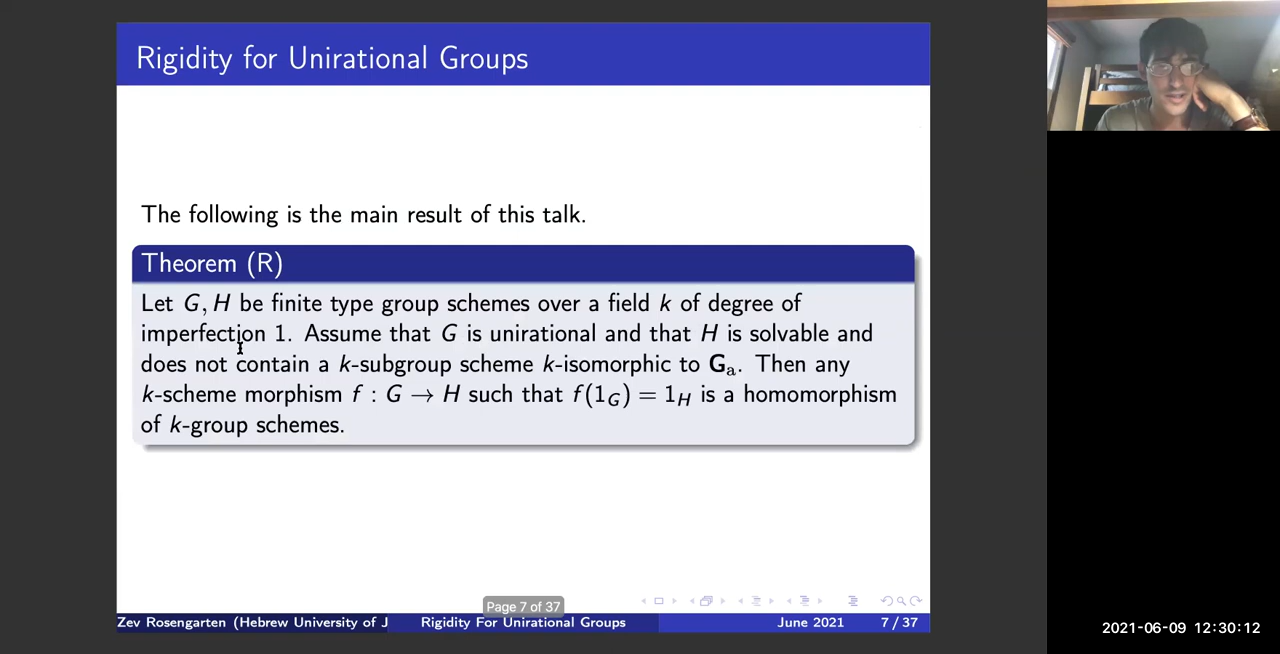 Rigidity for Unirational Groups
The following is the main result of this talk.
Theorem (R)
Let G, H be finite type group schemes over a field k of degree of
imperfection 1. Assume that G is unirational and that H is solvable and
does not contain a k-subgroup scheme k-isomorphic to Gₐ. Then any
k-scheme morphism f : G → H such that f(1_G) = 1_H is a homomorphism
of k-group schemes.
Page 7 of 37
Zev Rosengarten (Hebrew University of J
Rigidity For Unirational Groups
June 2021
7 / 37
2021-06-09 12:30:12